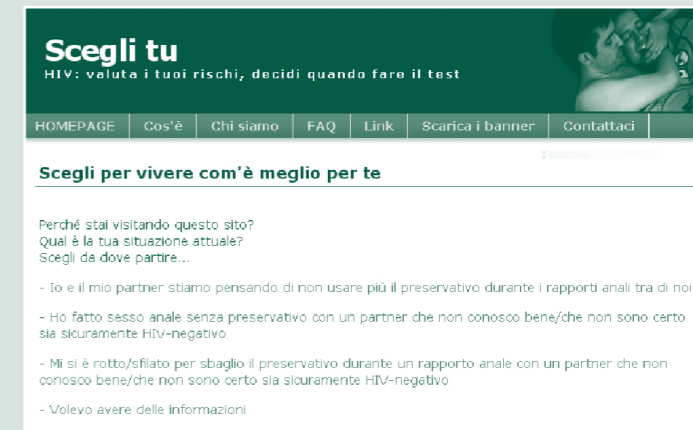 Scegli tu
HIV: valuta i tuoi rischi, decidi quando fare il test
HOMEPAGE Cos'è Chi siamo FAQ Link Scarica i banner Contattaci
Scegli per vivere com'è meglio per te
Perché stai visitando questo sito?
Qual è la tua situazione attuale?
Scegli da dove partire...
- Io e il mio partner stiamo pensando di non usare più il preservativo durante i rapporti anali tra di noi
- Ho fatto sesso anale senza preservativo con un partner che non conosco bene/che non sono certo
sia sicuramente HIV-negativo
- Mi si è rotto/sfilato per sbaglio il preservativo durante un rapporto anale con un partner che non
conosco bene/che non sono certo sia sicuramente HIV-negativo
- Volevo avere delle informazioni